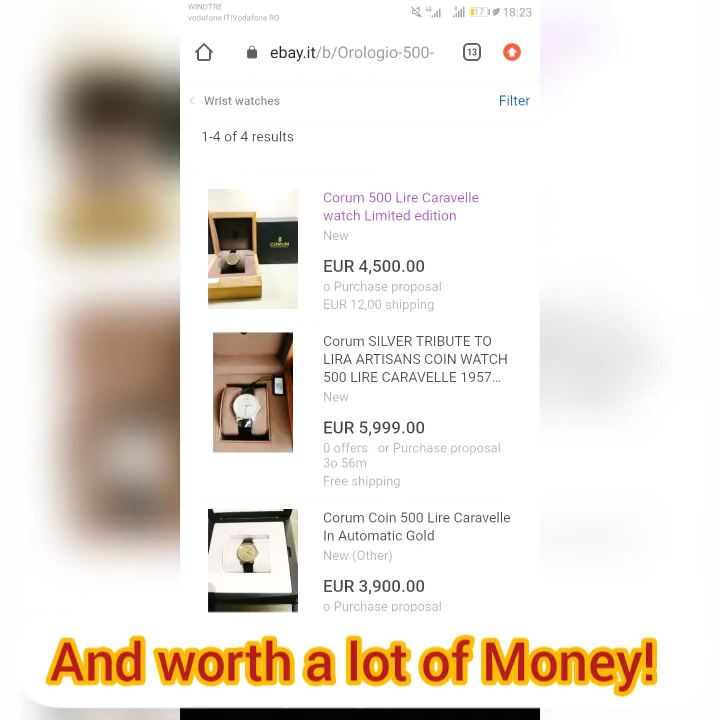 WINDTRE
vodafone IT|Vodafone RO
17
18:23
ebay.it/b/Orologio-500-
13
Wrist watches
Filter
1-4 of 4 results
Corum 500 Lire Caravelle
watch Limited edition
New
EUR 4,500.00
o Purchase proposal
EUR 12,00 shipping
CORUM
Corum SILVER TRIBUTE TO
LIRA ARTISANS COIN WATCH
500 LIRE CARAVELLE 1957...
New
EUR 5,999.00
0 offers or Purchase proposal
3o 56m
Free shipping
Corum Coin 500 Lire Caravelle
In Automatic Gold
New (Other)
EUR 3,900.00
o Purchase proposal
And worth a lot of Money!